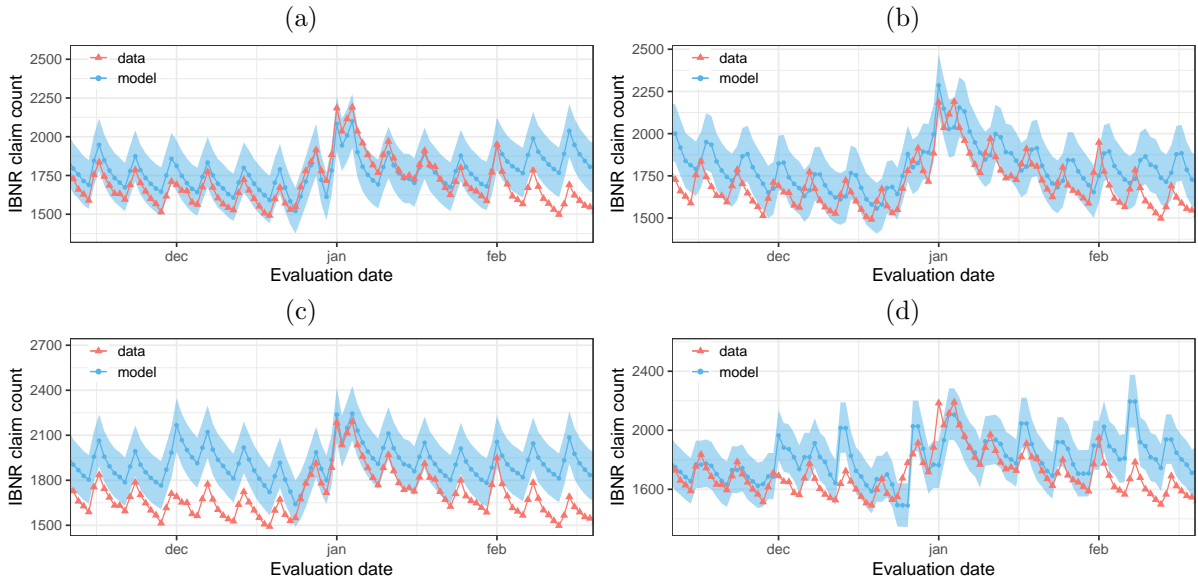 (a)
2500
2250
2000
1750
1500
IBNR claim count
data
model
dec
jan
feb
Evaluation date
(b)
2500
2250
2000
1750
1500
IBNR claim count
data
model
dec
jan
feb
Evaluation date
(c)
2700
2400
2100
1800
1500
IBNR claim count
data
model
dec
jan
feb
Evaluation date
(d)
2400
2000
1600
IBNR claim count
data
model
dec
jan
feb
Evaluation date